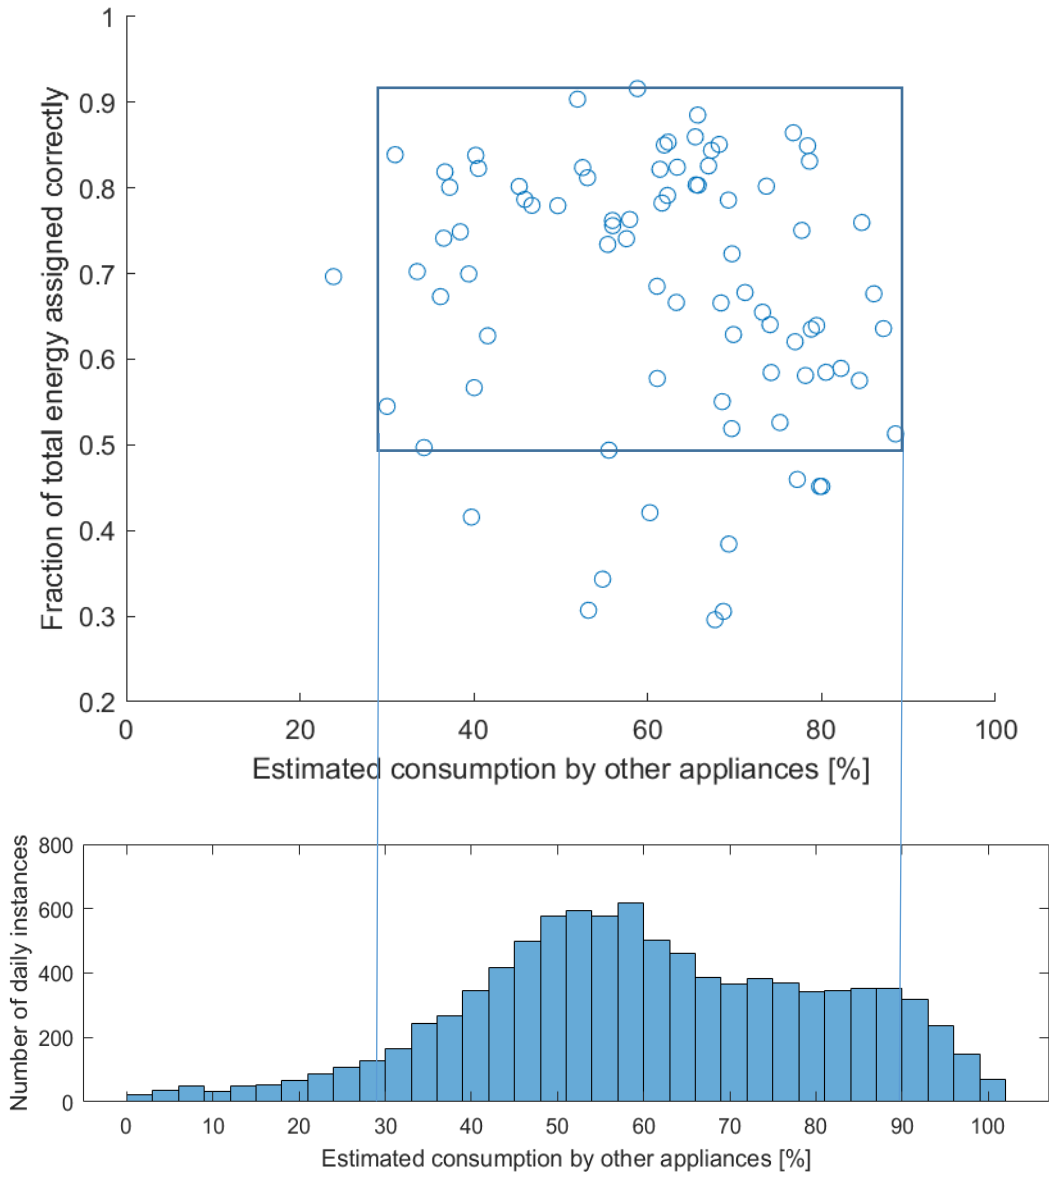 1
0.9
0.8
0.7
0.6
0.5
0.4
0.3
0.2
Fraction of total energy assigned correctly
0 20 40 60 80 100
Estimated consumption by other appliances [%]
800
600
400
200
0
Number of daily instances
0 10 20 30 40 50 60 70 80 90 100
Estimated consumption by other appliances [%]